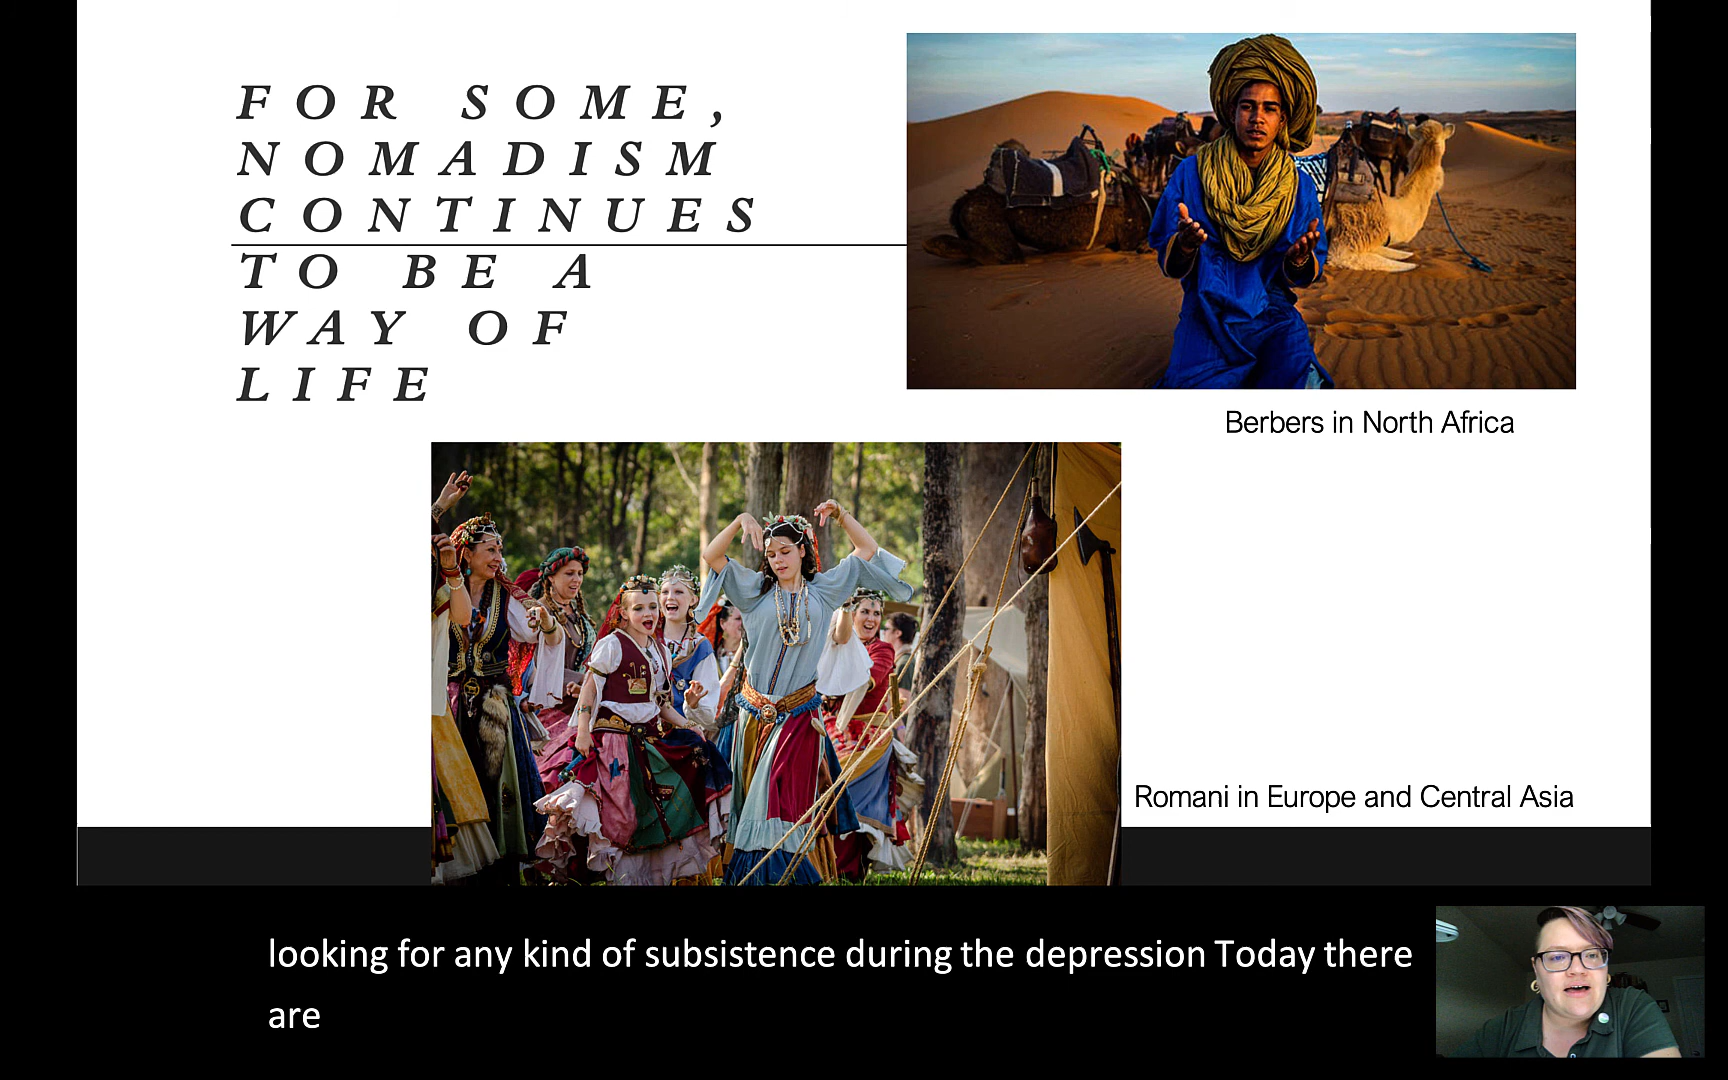 FOR SOME,
NOMADISM
CONTINUES
TO BE A
WAY OF
LIFE
Berbers in North Africa
Romani in Europe and Central Asia
looking for any kind of subsistence during the depression Today there
are